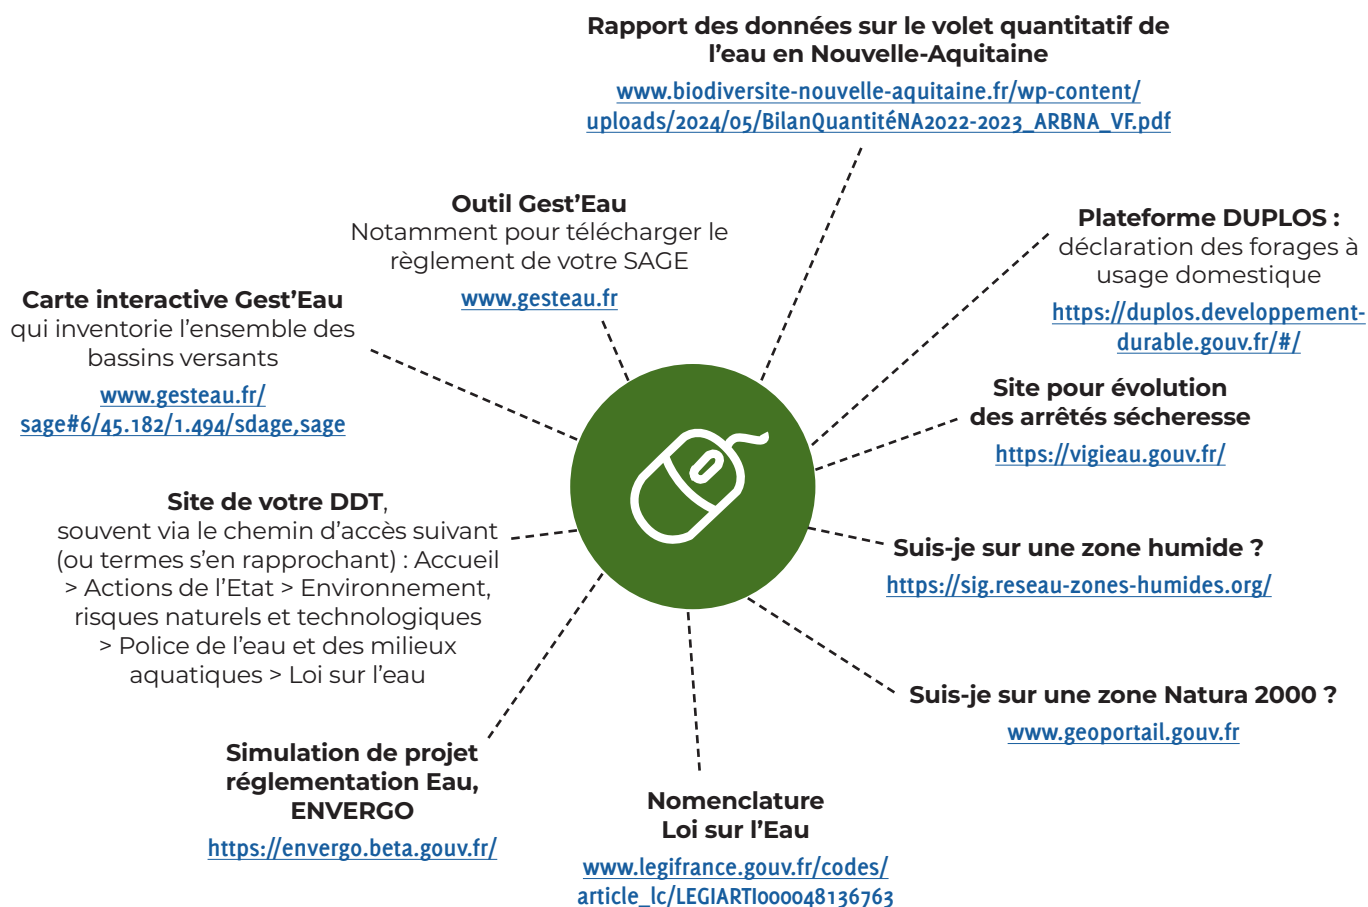 Rapport des données sur le volet quantitatif de
l’eau en Nouvelle-Aquitaine
www.biodiversite-nouvelle-aquitaine.fr/wp-content/
uploads/2024/05/BilanQuantitéNA2022-2023_ARBNA_VF.pdf
Outil Gest’Eau
Notamment pour télécharger le
règlement de votre SAGE
www.gesteau.fr
Plateforme DUPLOS :
déclaration des forages à
usage domestique
https://duplos.developpement-
durable.gouv.fr/#/
Carte interactive Gest’Eau
qui inventorie l’ensemble des
bassins versants
www.gesteau.fr/
sage#6/45.182/1.494/sdage,sage
Site pour évolution
des arrêtés sécheresse
https://vigieau.gouv.fr/
Site de votre DDT,
souvent via le chemin d’accès suivant
(ou termes s’en rapprochant) : Accueil
> Actions de l’Etat > Environnement,
risques naturels et technologiques
> Police de l’eau et des milieux
aquatiques > Loi sur l’eau
Suis-je sur une zone humide ?
https://sig.reseau-zones-humides.org/
Suis-je sur une zone Natura 2000 ?
www.geoportail.gouv.fr
Simulation de projet
réglementation Eau,
ENVERGO
https://envergo.beta.gouv.fr/
Nomenclature
Loi sur l’Eau
www.legifrance.gouv.fr/codes/
article_lc/LEGIARTI000048136763